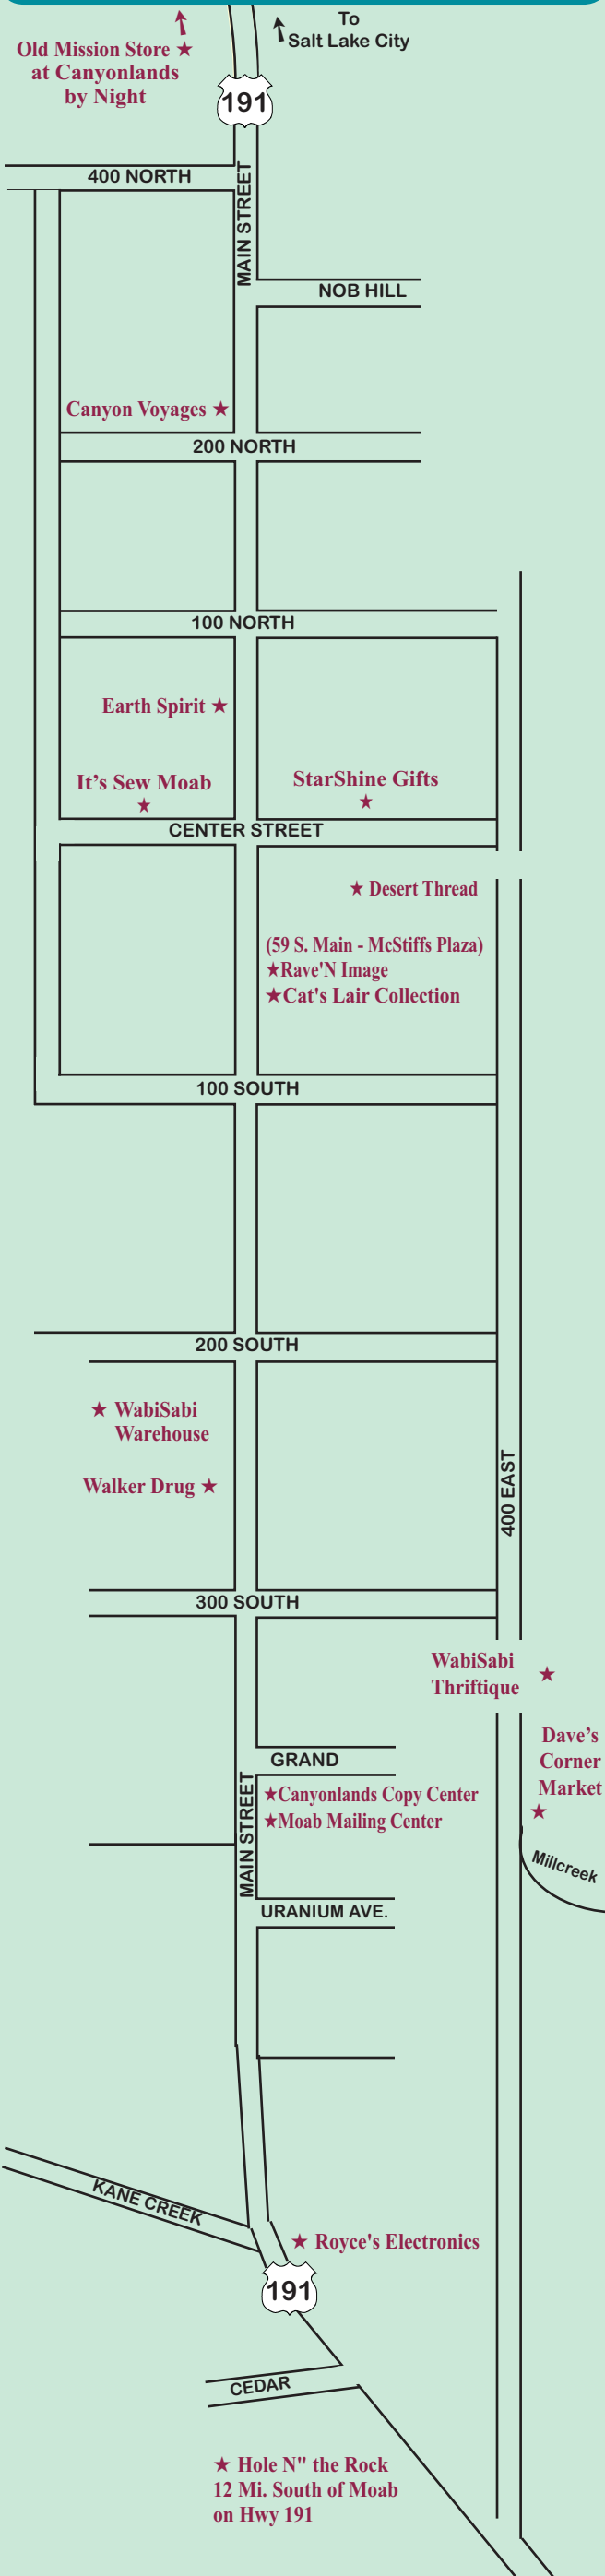 To
Salt Lake City
Old Mission Store
at Canyonlands
by Night
191
400 NORTH
MAIN STREET
NOB HILL
Canyon Voyages
200 NORTH
100 NORTH
Earth Spirit
It's Sew Moab
StarShine Gifts
CENTER STREET
Desert Thread
(59 S. Main - McStiffs Plaza)
Rave'N Image
Cat's Lair Collection
100 SOUTH
200 SOUTH
WabiSabi
Warehouse
Walker Drug
400 EAST
300 SOUTH
WabiSabi
Thriftique
Dave's
Corner
Market
GRAND
Canyonlands Copy Center
Moab Mailing Center
MAIN STREET
Millcreek
URANIUM AVE.
KANE CREEK
Royce's Electronics
191
CEDAR
Hole N" the Rock
12 Mi. South of Moab
on Hwy 191